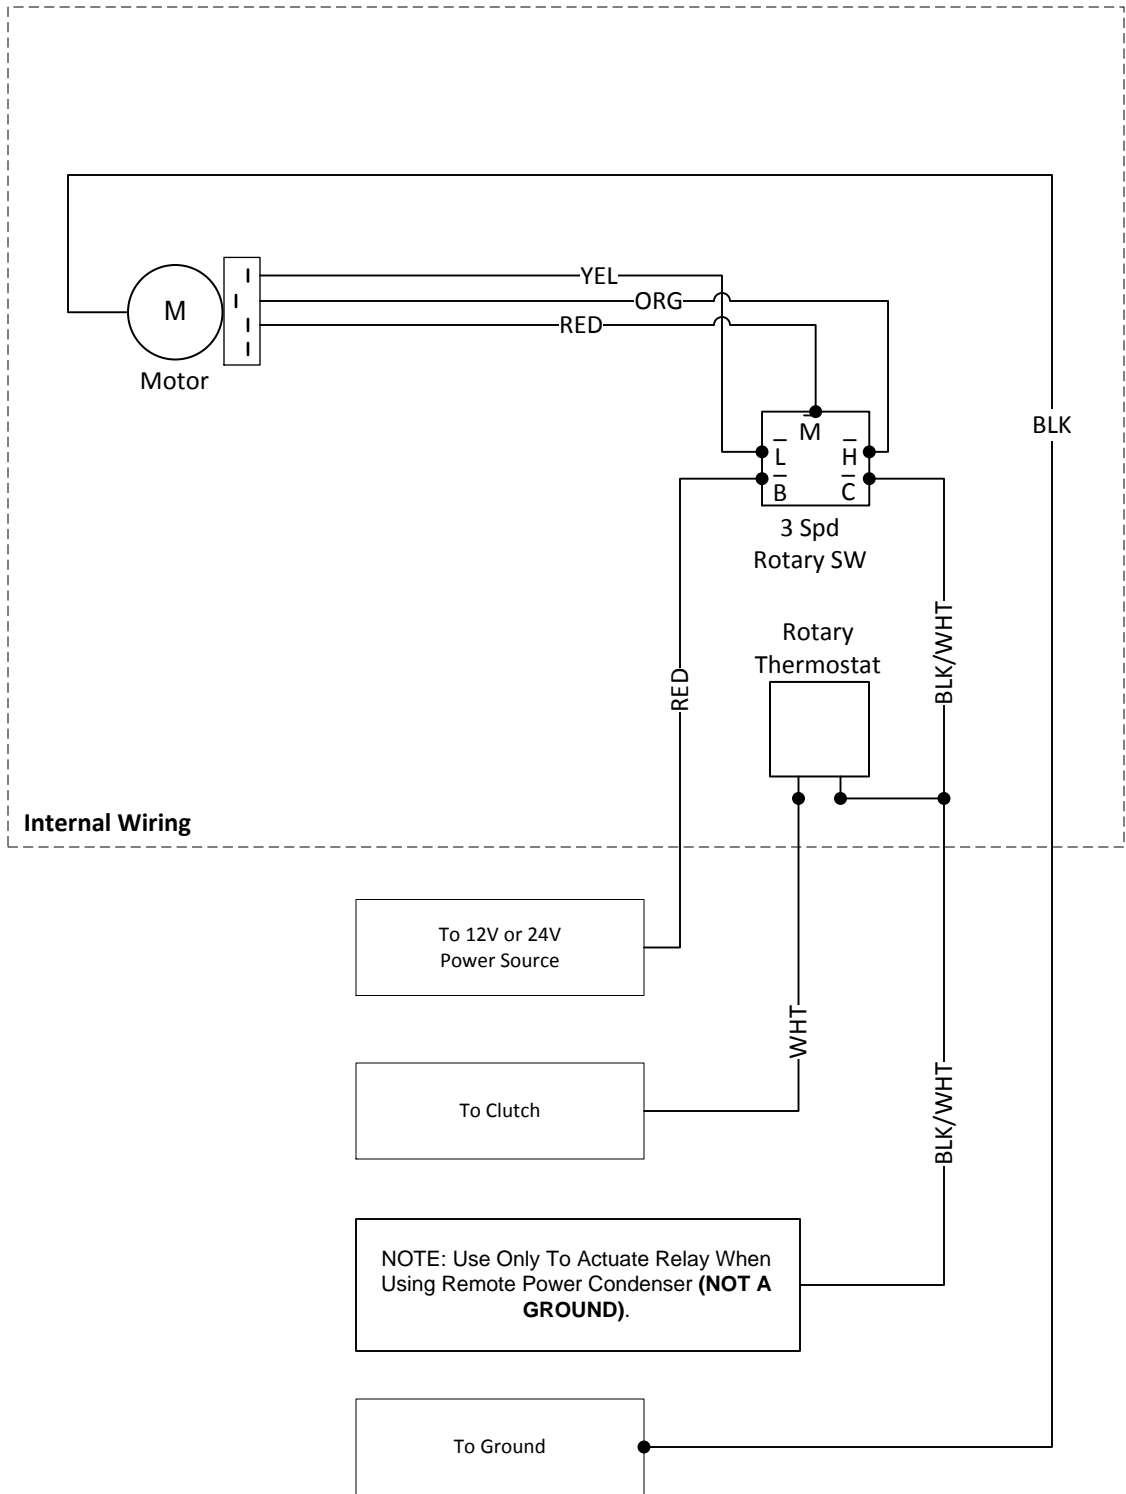 YEL
ORG
RED
M
Motor
BLK
M
L
H
B
C
3 Spd
Rotary SW
BLK/WHT
Rotary
Thermostat
RED
Internal Wiring
To 12V or 24V
Power Source
WHT
To Clutch
BLK/WHT
NOTE: Use Only To Actuate Relay When
Using Remote Power Condenser (NOT A
GROUND).
To Ground